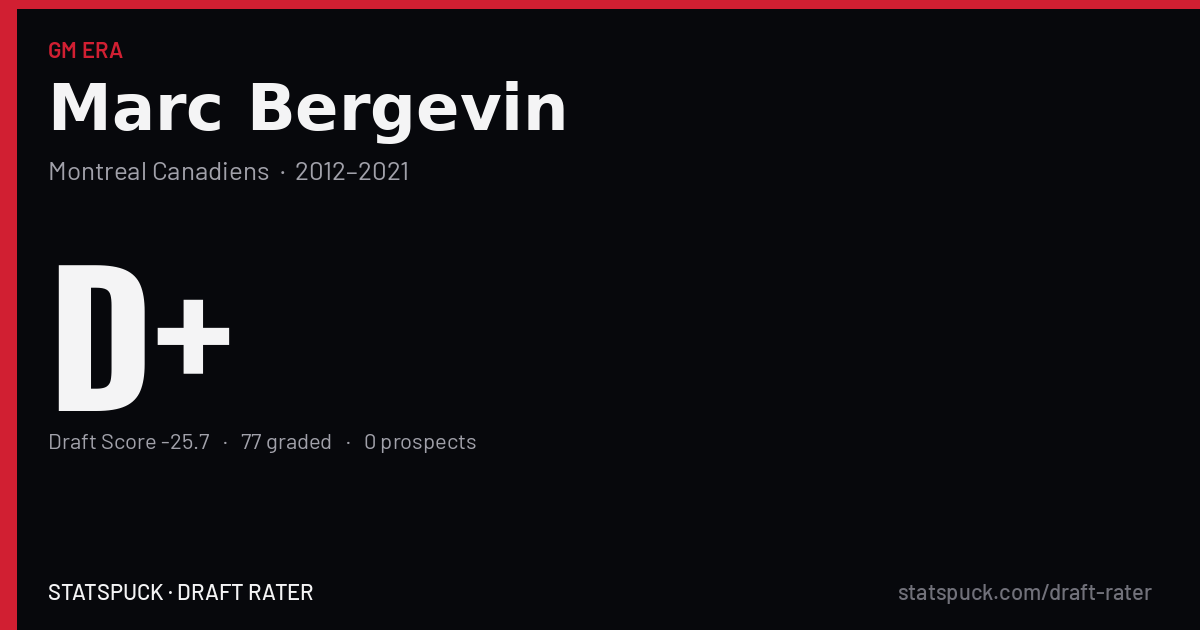 GM ERA
Marc Bergevin
Montreal Canadiens · 2012–2021
D+
Draft Score -25.7 · 77 graded · 0 prospects
STATSPUCK · DRAFT RATER
statspuck.com/draft-rater